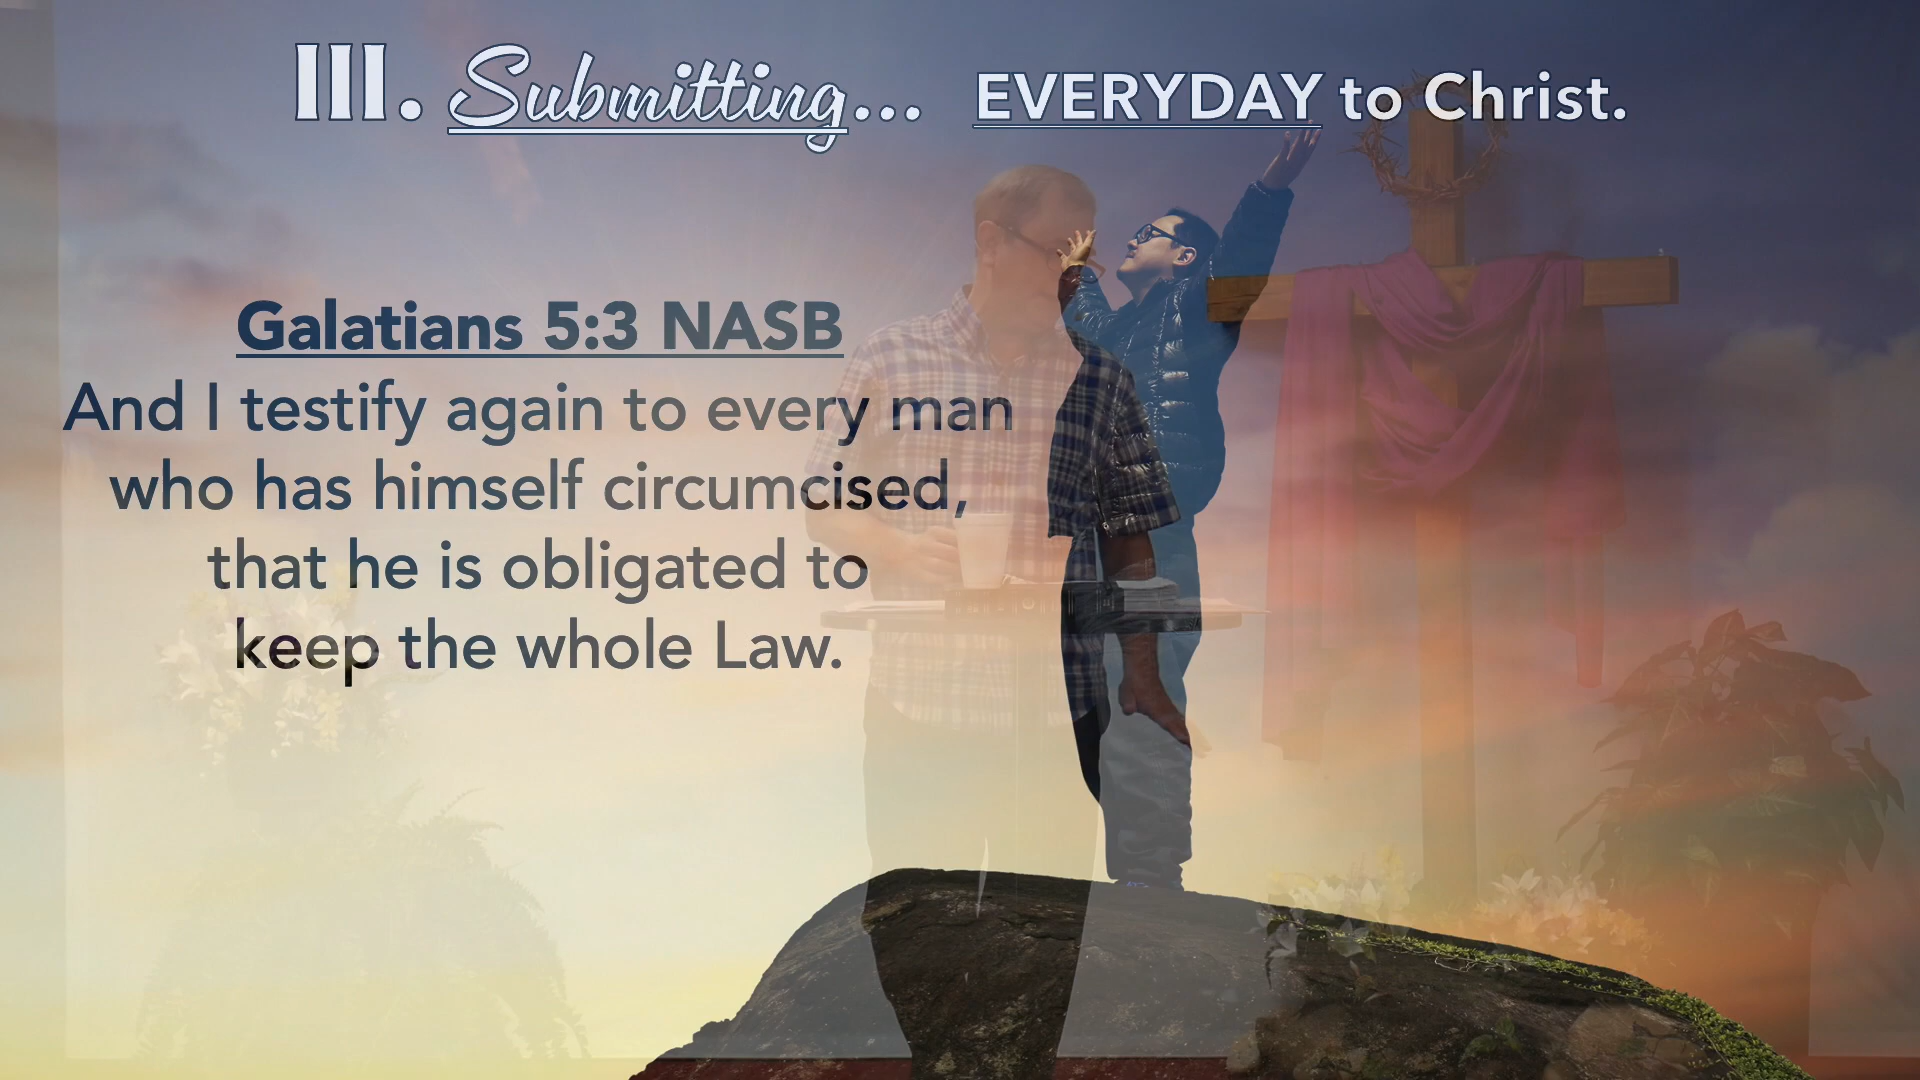 III. Submitting... EVERYDAY to Christ.
Galatians 5:3 NASB
And I testify again to every man
who has himself circumcised,
that he is obligated to
keep the whole Law.